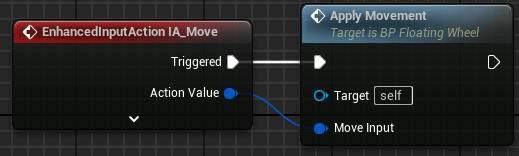 EnhancedInputAction IA_Move
Triggered
Action Value
Apply Movement
Target is BP Floating Wheel
Target self
Move Input